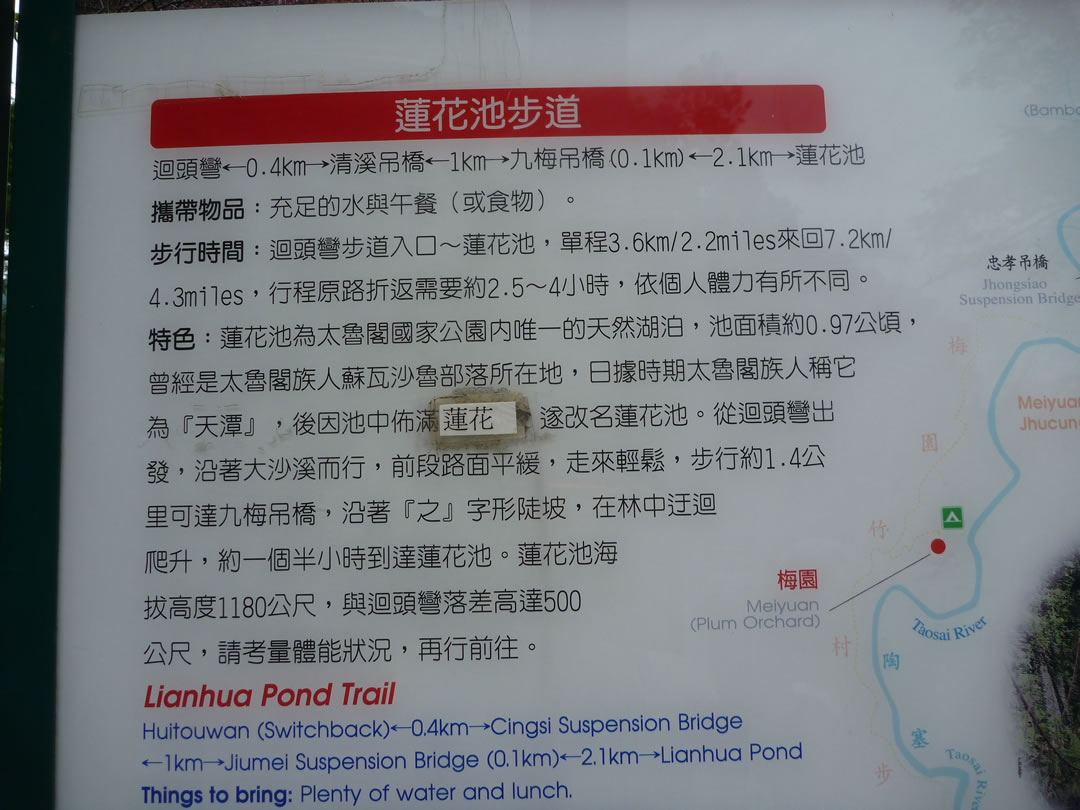 蓮花池步道
迴頭彎←0.4km→清溪吊橋←1km→九梅吊橋(0.1km)←2.1km→蓮花池
攜帶物品：充足的水與午餐（或食物）。
步行時間：迴頭彎步道入口～蓮花池，單程3.6km/2.2miles來回7.2km/
4.3miles，行程原路折返需要約2.5～4小時，依個人體力有所不同。
特色：蓮花池為太魯閣國家公園內唯一的天然湖泊，池面積約0.97公頃，
曾經是太魯閣族人蘇瓦沙魯部落所在地，日據時期太魯閣族人稱它
為『天潭』，後因池中佈滿蓮花 遂改名蓮花池。從迴頭彎出
發，沿著大沙溪而行，前段路面平緩，走來輕鬆，步行約1.4公
里可達九梅吊橋，沿著『之』字形陡坡，在林中迂迴
爬升，約一個半小時到達蓮花池。蓮花池海
拔高度1180公尺，與迴頭彎落差高達500
公尺，請考量體能狀況，再行前往。
Lianhua Pond Trail
Huitouwan (Switchback)←0.4km→Cingsi Suspension Bridge
←1km→Jiumei Suspension Bridge (0.1km)←2.1km→Lianhua Pond
Things to bring: Plenty of water and lunch.
(Bambo
忠孝吊橋
Jhongsiao
Suspension Bridge
Meiyua
Jhucun
梅園竹村步
梅園
Meiyuan
(Plum Orchard)
Taosai River
陶塞
Taosai R